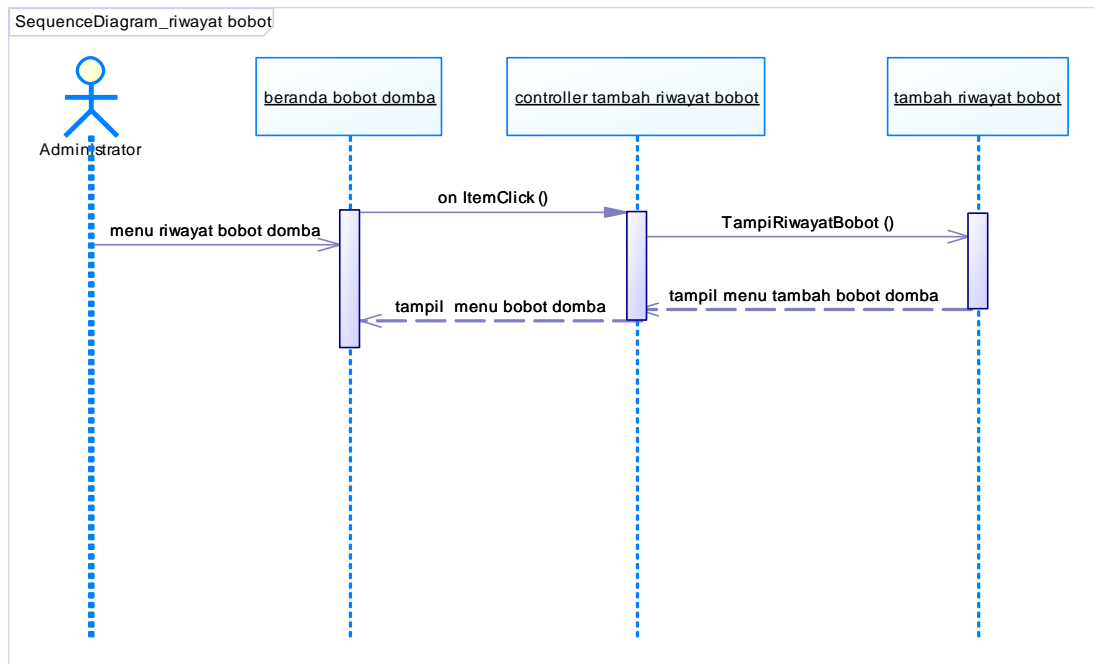 SequenceDiagram_riwayat bobot
beranda bobot domba
controller tambah riwayat bobot
tambah riwayat bobot
Administrator
on ItemClick ()
TampiRiwayatBobot ()
menu riwayat bobot domba
tampil menu tambah bobot domba
tampil  menu bobot domba